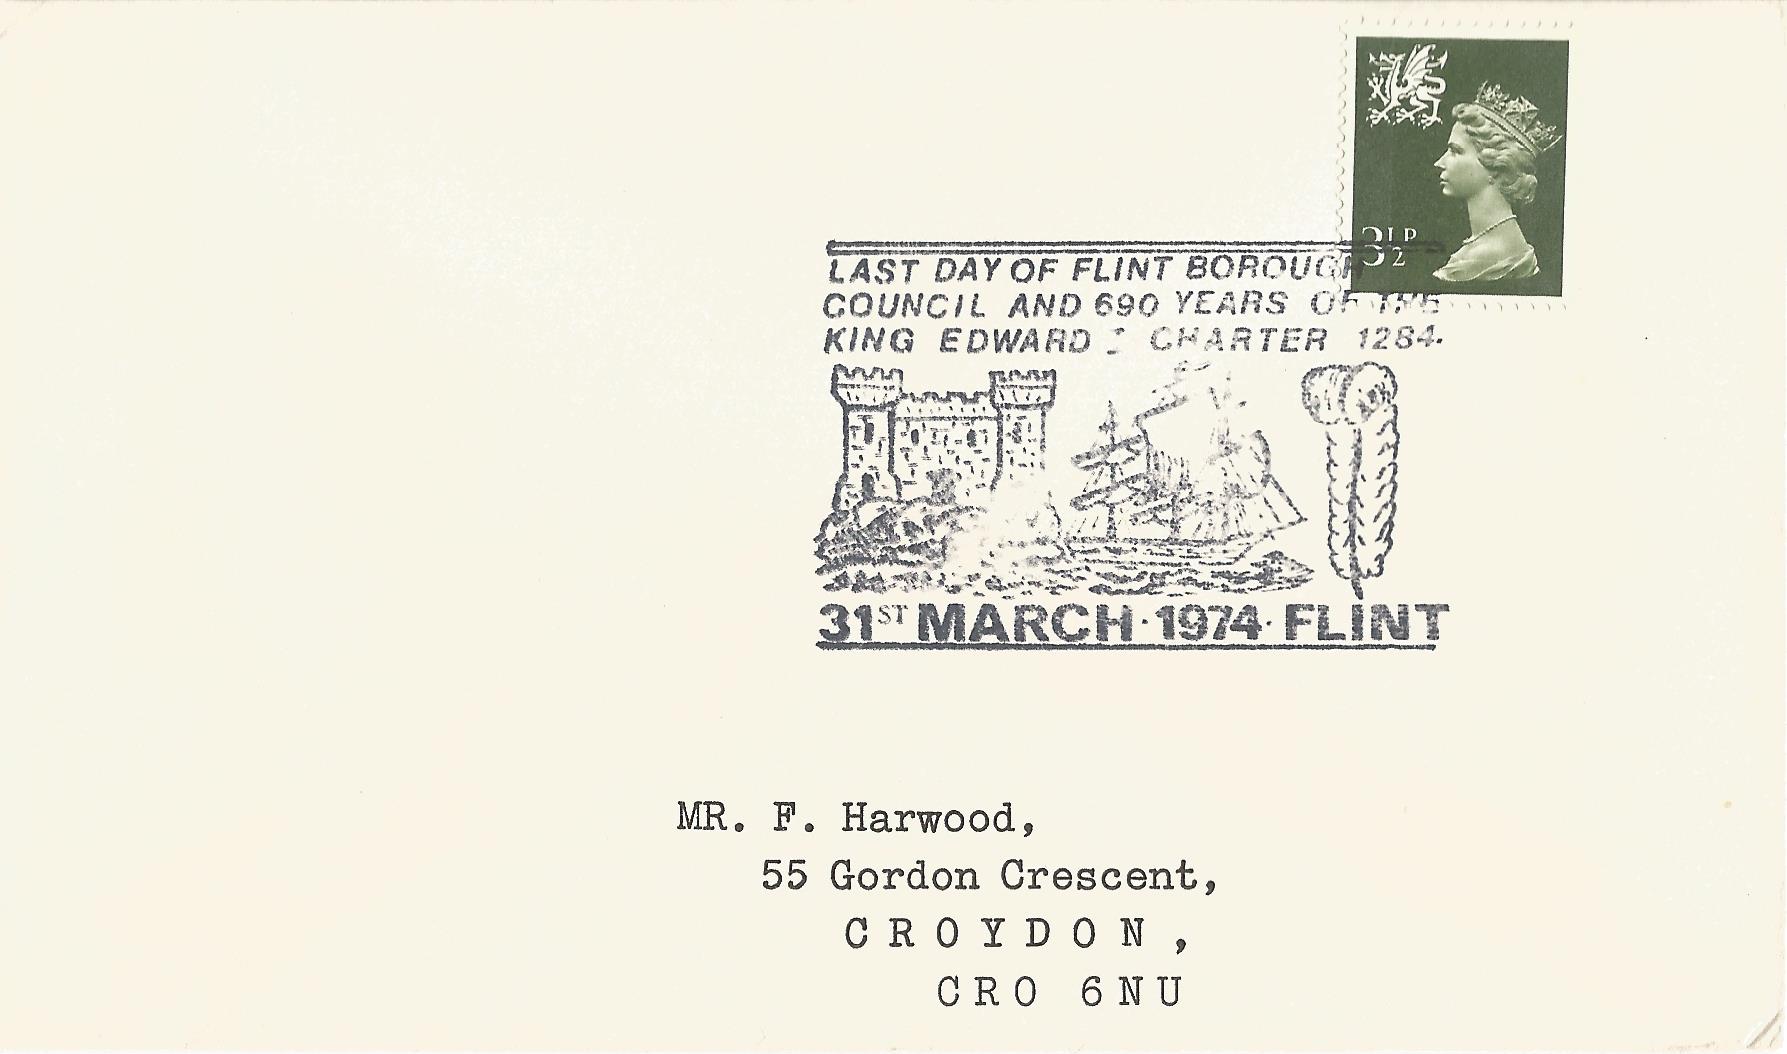 3½P
LAST DAY OF FLINT BOROUGH
COUNCIL AND 690 YEARS OF THE
KING EDWARD I CHARTER 1284.
31ST MARCH·1974·FLINT
MR. F. Harwood,
55 Gordon Crescent,
CROYDON,
CRO 6NU